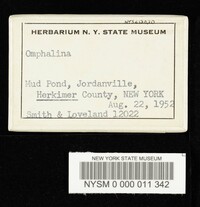 HERBARIUM N. Y. STATE MUSEUM
Omphalina
Mud Pond, Jordanville,
Herkimer County, NEW YORK
Aug. 22, 1952
Smith & Loveland 12022
NEW YORK STATE MUSEUM
NYSM 0 000 011 342